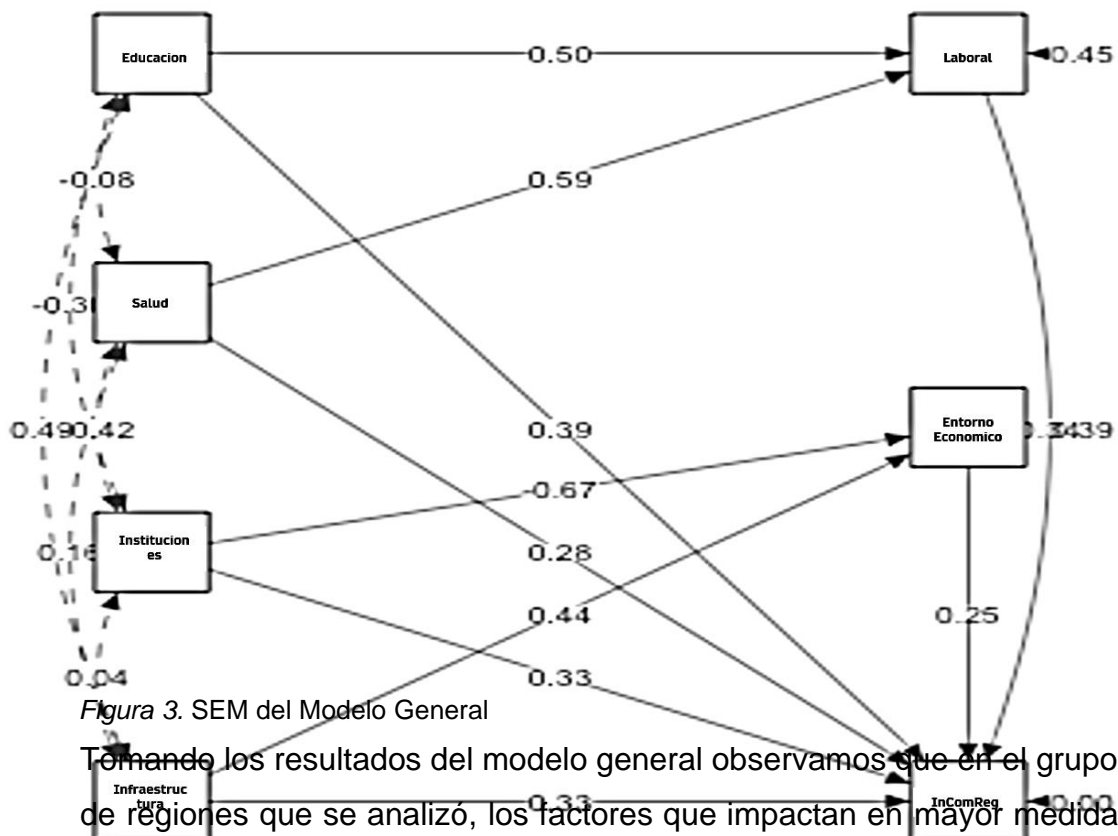 Educacion
0.50
Laboral
0.45
-0.08
0.59
Salud
0.49
0.42
0.39
Entorno
Economico
-0.67
Institucion
es
0.28
0.44
0.25
0.04
0.33
Figura 3. SEM del Modelo General
Tomando los resultados del modelo general observamos que en el grupo
Infraestruc
tura
0.33
InComReg
0.00
de regiones que se analizó, los factores que impactan en mayor medida